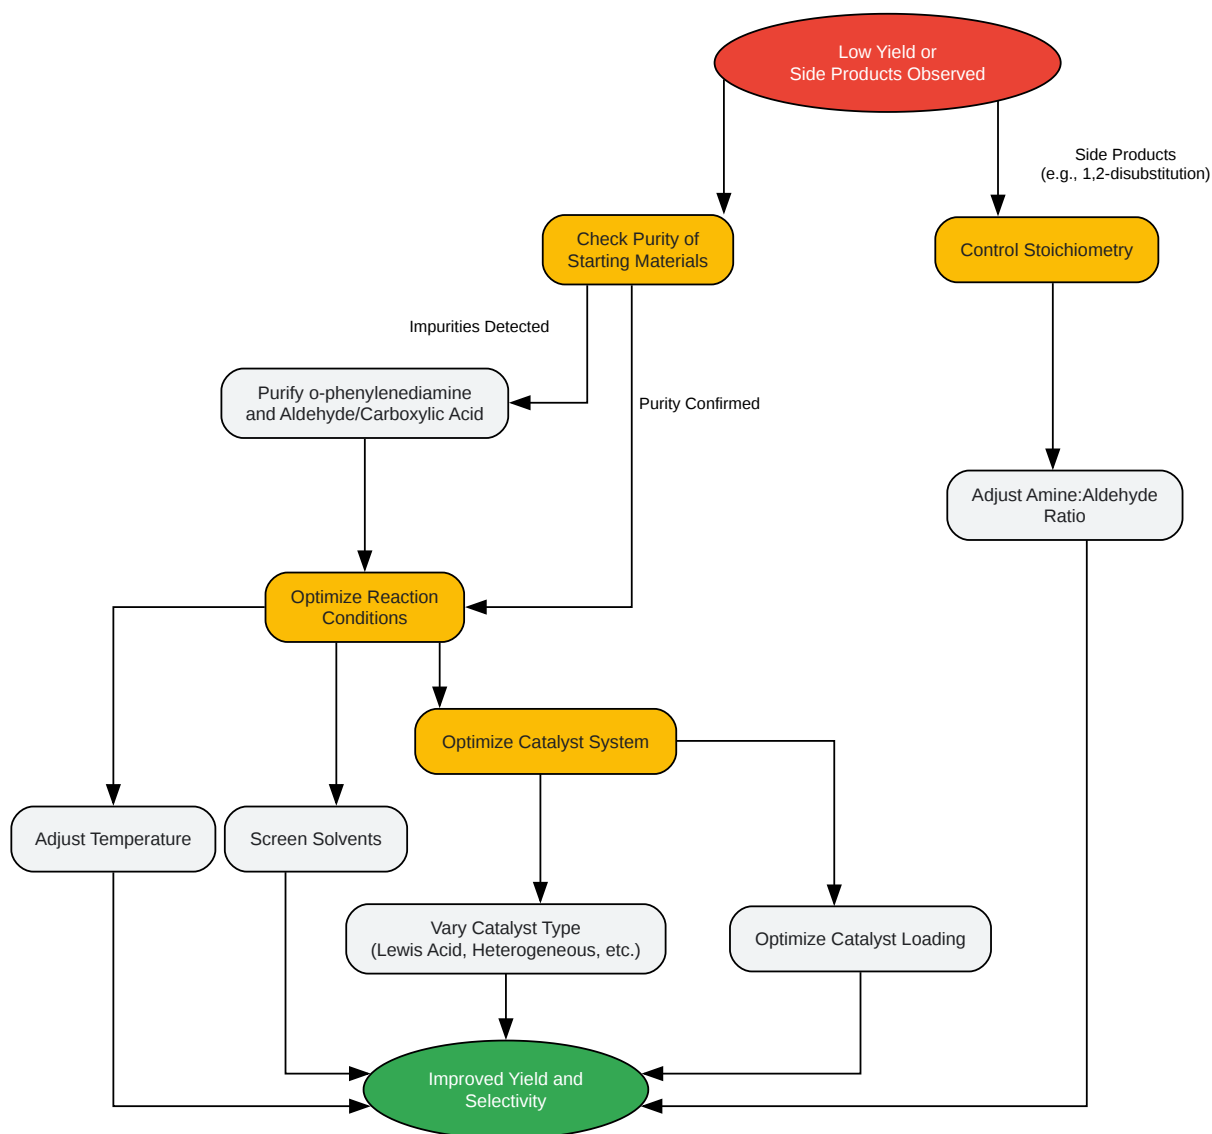 Low Yield or
Side Products Observed
Side Products
(e.g., 1,2-disubstitution)
Check Purity of
Starting Materials
Control Stoichiometry
Impurities Detected
Purify o-phenylenediamine
and Aldehyde/Carboxylic Acid
Purity Confirmed
Adjust Amine:Aldehyde
Ratio
Optimize Reaction
Conditions
Optimize Catalyst System
Adjust Temperature
Screen Solvents
Vary Catalyst Type
(Lewis Acid, Heterogeneous, etc.)
Optimize Catalyst Loading
Improved Yield and
Selectivity